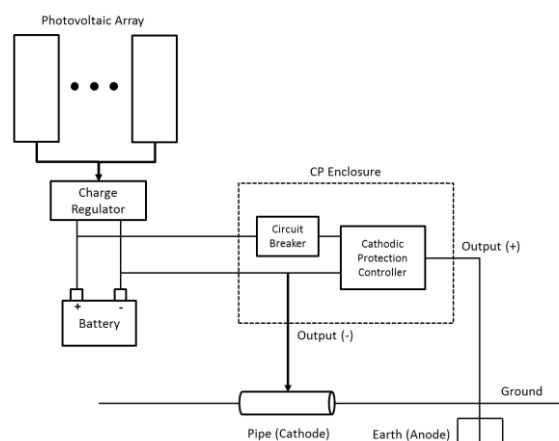 Photovoltaic Array
Charge
Regulator
CP Enclosure
Circuit
Breaker
Cathodic
Protection
Controller
Output (+)
+ -
Battery
Output (-)
Ground
Pipe (Cathode)
Earth (Anode)